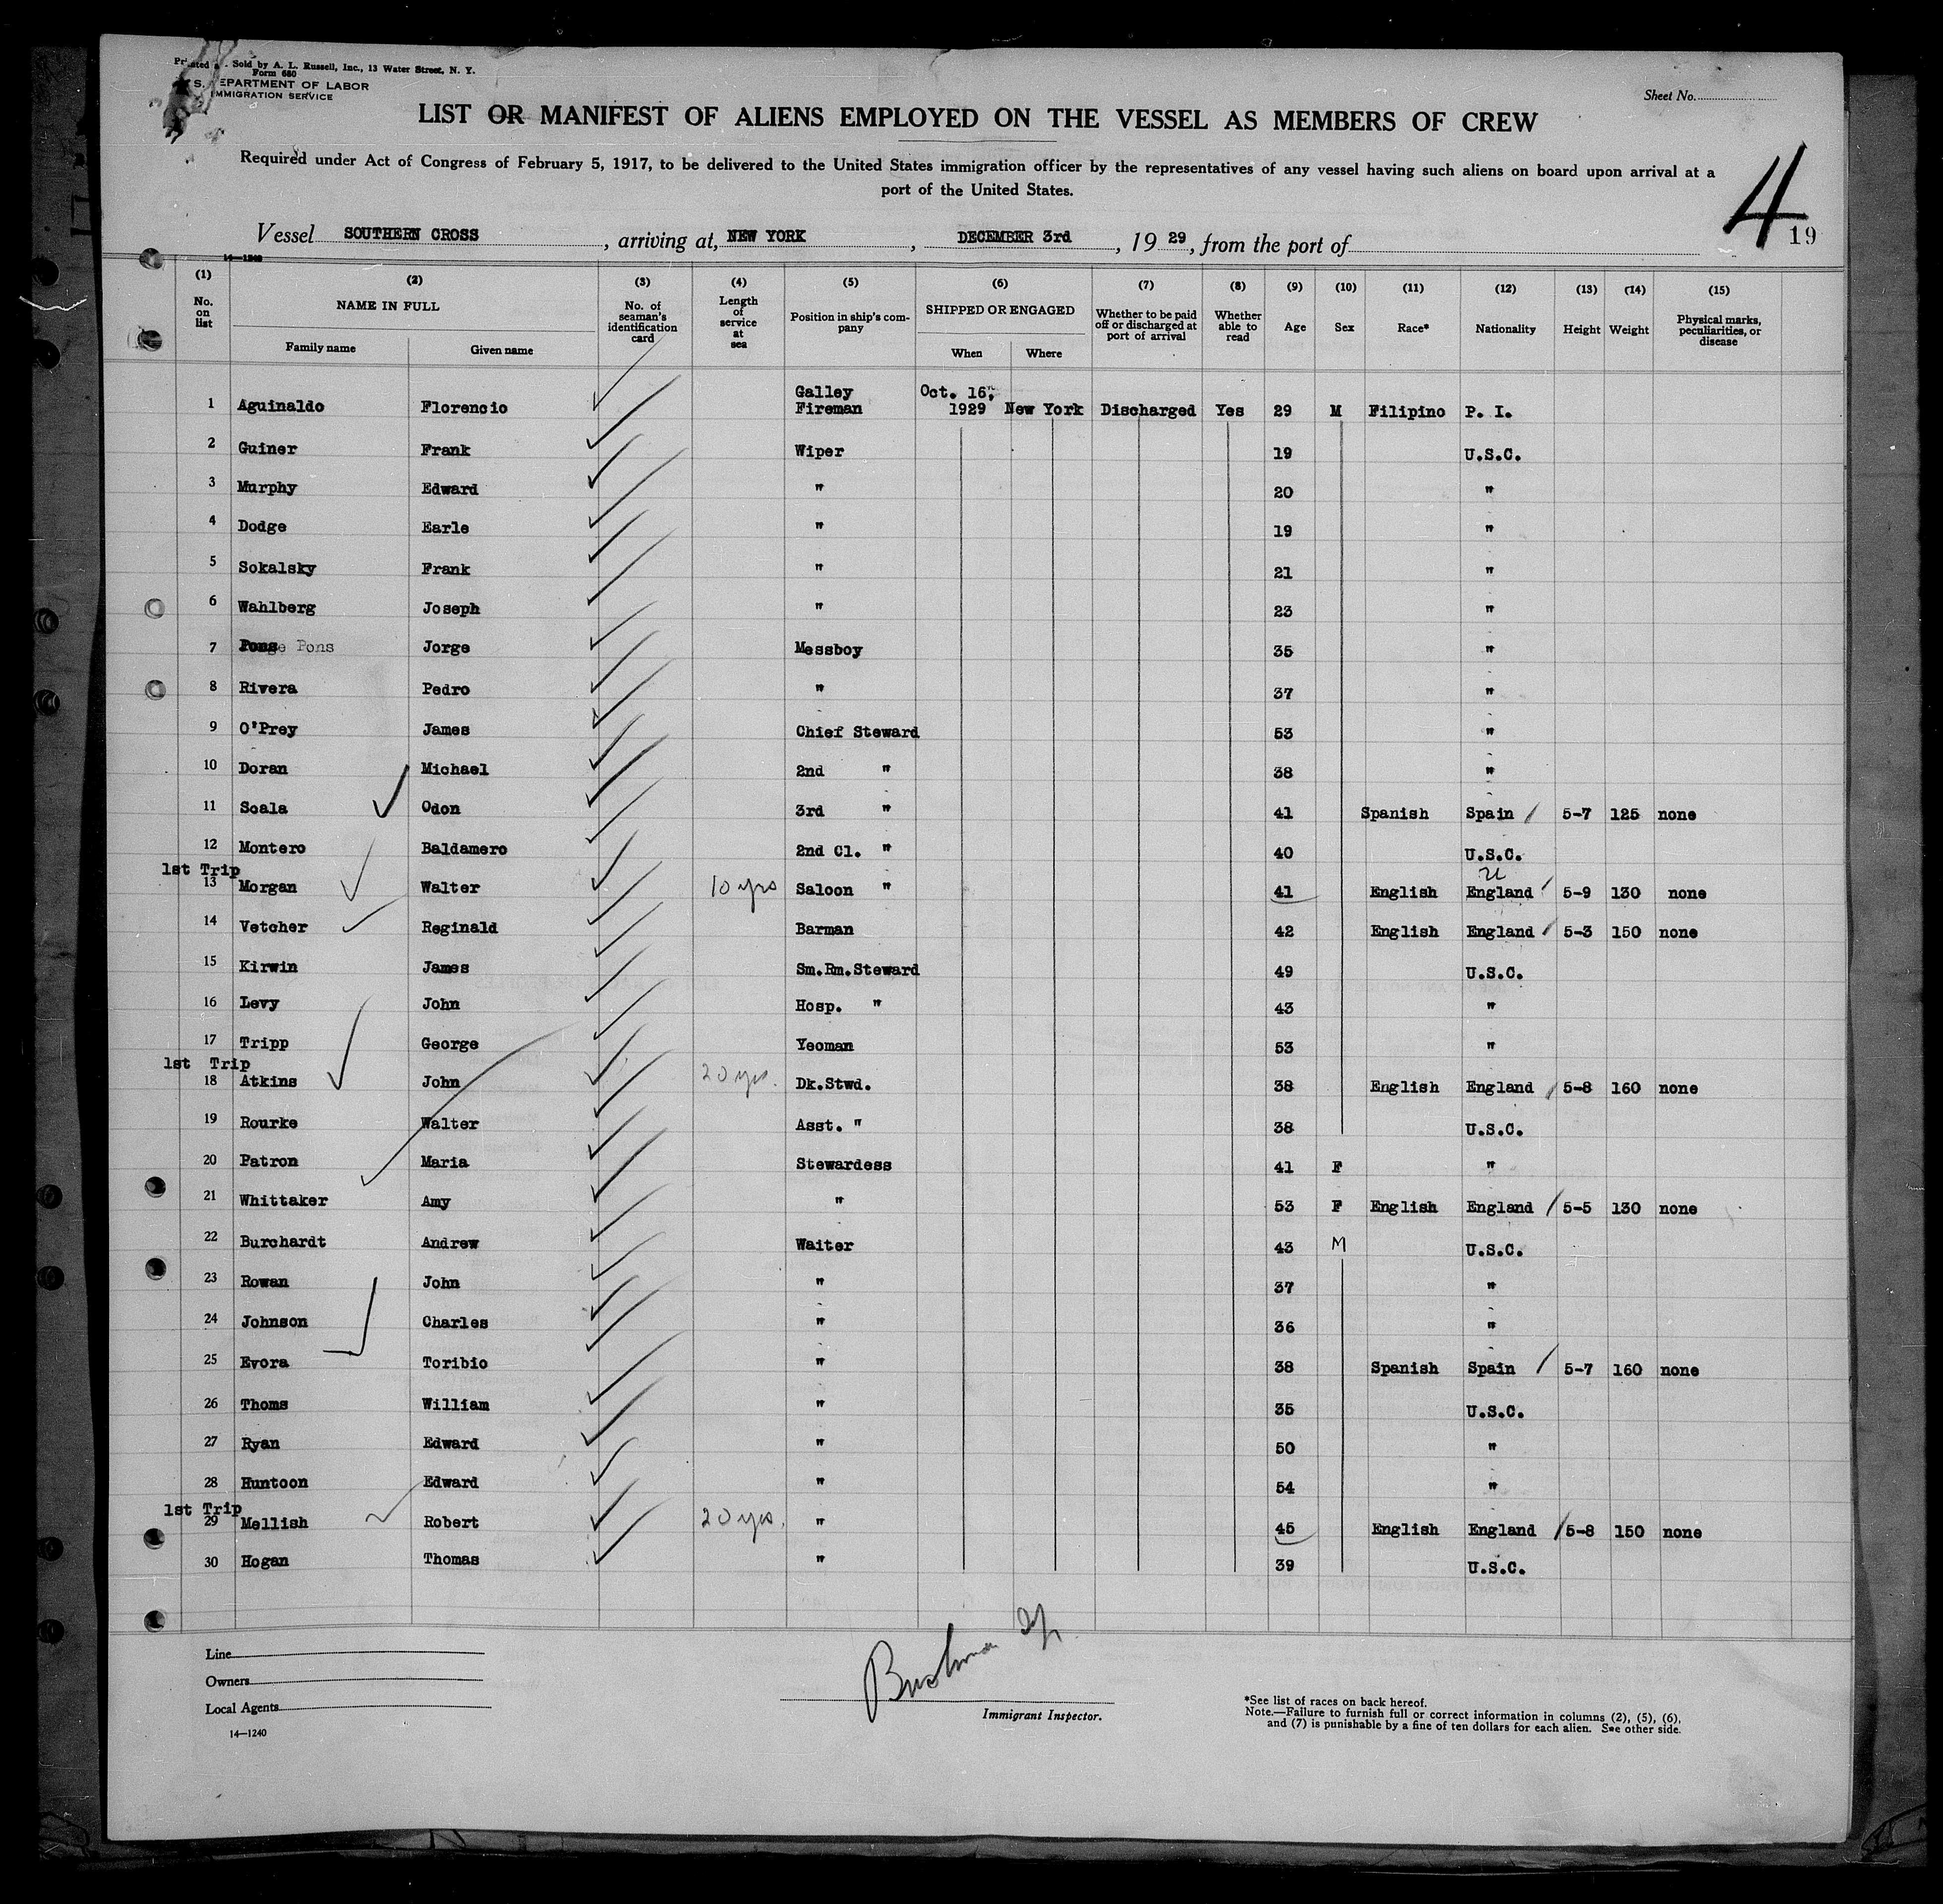 Printed & Sold by A. L. Russell, Inc., 13 Water Street, N. Y.
Form 680
U. S. DEPARTMENT OF LABOR
IMMIGRATION SERVICE
Sheet No.
LIST OR MANIFEST OF ALIENS EMPLOYED ON THE VESSEL AS MEMBERS OF CREW
Required under Act of Congress of February 5, 1917, to be delivered to the United States immigration officer by the representatives of any vessel having such aliens on board upon arrival at a
port of the United States.
4
19
Vessel SOUTHERN CROSS, arriving at, NEW YORK, DECEMBER 3rd, 19 29, from the port of
14—1240
(1) No. on list (2) NAME IN FULL Family name Given name (3) No. of seaman's identification card (4) Length of service at sea (5) Position in ship's company (6) SHIPPED OR ENGAGED When Where (7) Whether to be paid off or discharged at port of arrival (8) Whether able to read (9) Age (10) Sex (11) Race* (12) Nationality (13) Height (14) Weight (15) Physical marks, peculiarities, or disease
1 Aguinaldo Florencio Galley Fireman Oct. 16, 1929 New York Discharged Yes 29 M Filipino P. I.
2 Guiner Frank Wiper 19 U.S.C.
3 Murphy Edward " 20 "
4 Dodge Earle " 19 "
5 Sokalsky Frank " 21 "
6 Wahlberg Joseph " 23 "
7 Pons Pons Jorge Messboy 35 "
8 Rivera Pedro " 37 "
9 O'Prey James Chief Steward 53 "
10 Doran Michael 2nd " 38 "
11 Scala Odon 3rd " 41 Spanish Spain 5-7 125 none
12 Montero Baldamero 2nd Cl. " 40 U.S.C.
1st Trip
13 Morgan Walter 10 yrs Saloon " 41 English England 5-9 130 none
14 Vetcher Reginald Barman 42 English England 5-3 150 none
15 Kirwin James Sm.Rm.Steward 49 U.S.C.
16 Levy John Hosp. " 43 "
17 Tripp George Yeoman 53 "
1st Trip
18 Atkins John 20 yrs. Dk.Stwd. 38 English England 5-8 160 none
19 Rourke Walter Asst. " 38 U.S.C.
20 Patron Maria Stewardess 41 F "
21 Whittaker Amy " 53 F English England 5-5 130 none
22 Burchardt Andrew Waiter 43 M U.S.C.
23 Rowan John " 37 "
24 Johnson Charles " 36 "
25 Evora Toribio " 38 Spanish Spain 5-7 160 none
26 Thoms William " 35 U.S.C.
27 Ryan Edward " 50 "
28 Huntoon Edward " 54 "
1st Trip
29 Mellish Robert 20 yrs. " 45 English England 5-8 150 none
30 Hogan Thomas " 39 U.S.C.
Line
Owners
Local Agents
14—1240
Immigrant Inspector.
*See list of races on back hereof.
Note.—Failure to furnish full or correct information in columns (2), (5), (6),
and (7) is punishable by a fine of ten dollars for each alien. See other side.